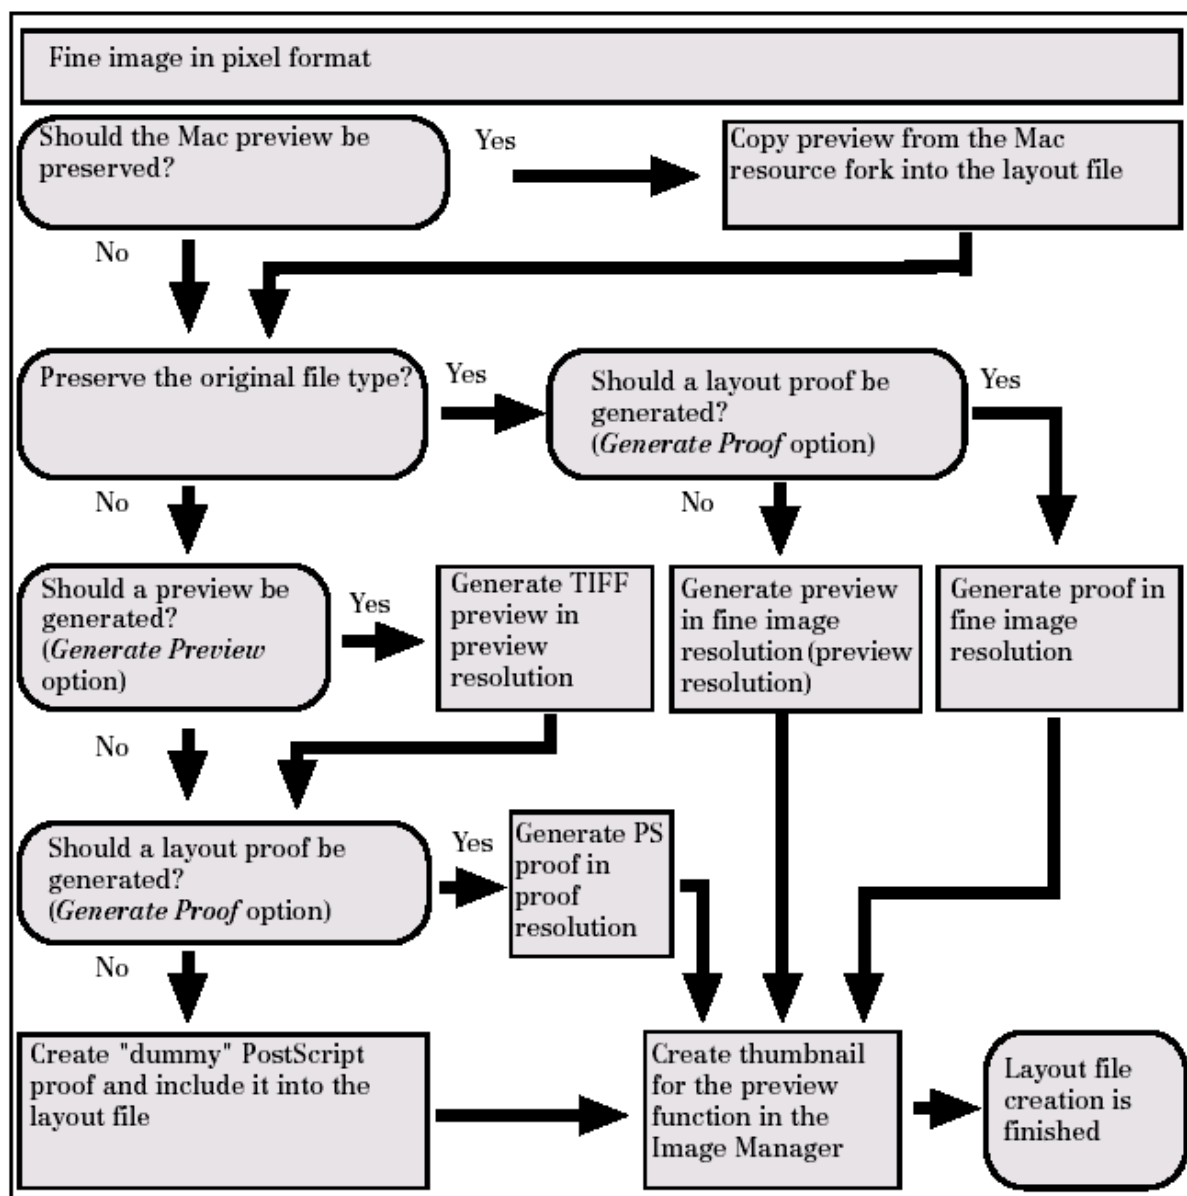 Fine image in pixel format
Should the Mac preview be
preserved?
Yes
Copy preview from the Mac
resource fork into the layout file
No
Preserve the original file type?
Yes
Should a layout proof be
generated?
(Generate Proof option)
Yes
No
No
Should a preview be
generated?
(Generate Preview
option)
Yes
Generate TIFF
preview in
preview
resolution
Generate preview
in fine image
resolution (preview
resolution)
Generate proof in
fine image
resolution
No
Should a layout proof be
generated?
(Generate Proof option)
Yes
Generate PS
proof in
proof
resolution
No
Create "dummy" PostScript
proof and include it into the
layout file
Create thumbnail
for the preview
function in the
Image Manager
Layout file
creation is
finished